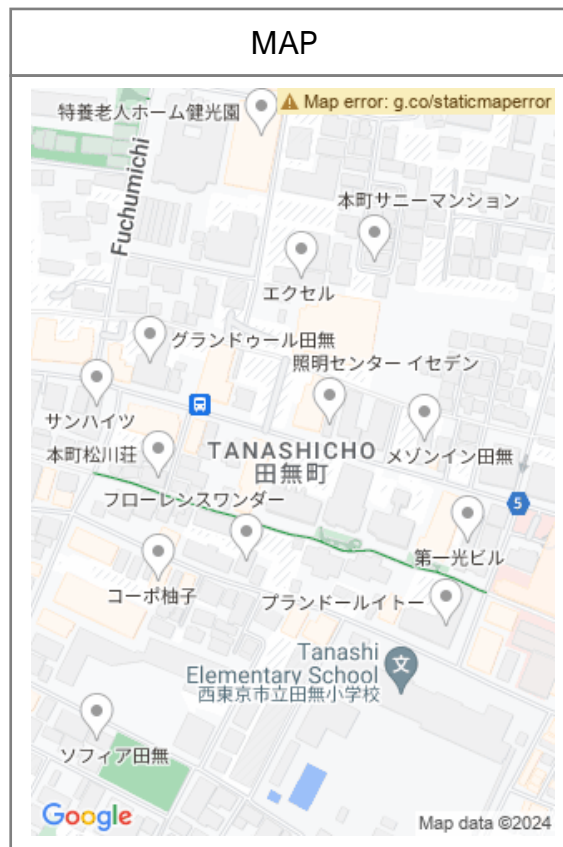 MAP
特養老人ホーム健光園
Map error: g.co/staticmaperror
Fuchumichi
本町サニーマンション
エクセル
グランドゥール田無
照明センター イセデン
サンハイツ
TANASHICHO
田無町
メゾンイン田無
本町松川荘
フローレンスワンダー
5
第一光ビル
コーポ柚子
プランドールイトー
Tanashi
Elementary School
西東京市立田無小学校
文
ソフィア田無
Google
Map data ©2024